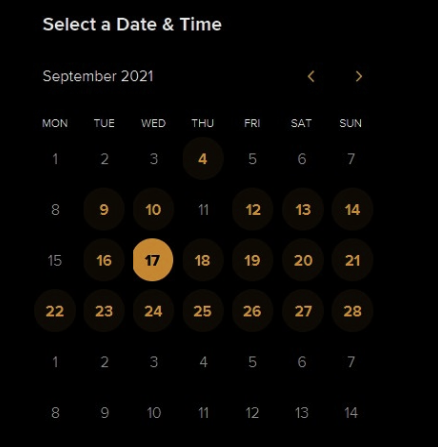 Select a Date & Time
September 2021
MON TUE WED THU FRI SAT SUN
1 2 3 4 5 6 7
8 9 10 11 12 13 14
15 16 17 18 19 20 21
22 23 24 25 26 27 28
1 2 3 4 5 6 7
8 9 10 11 12 13 14